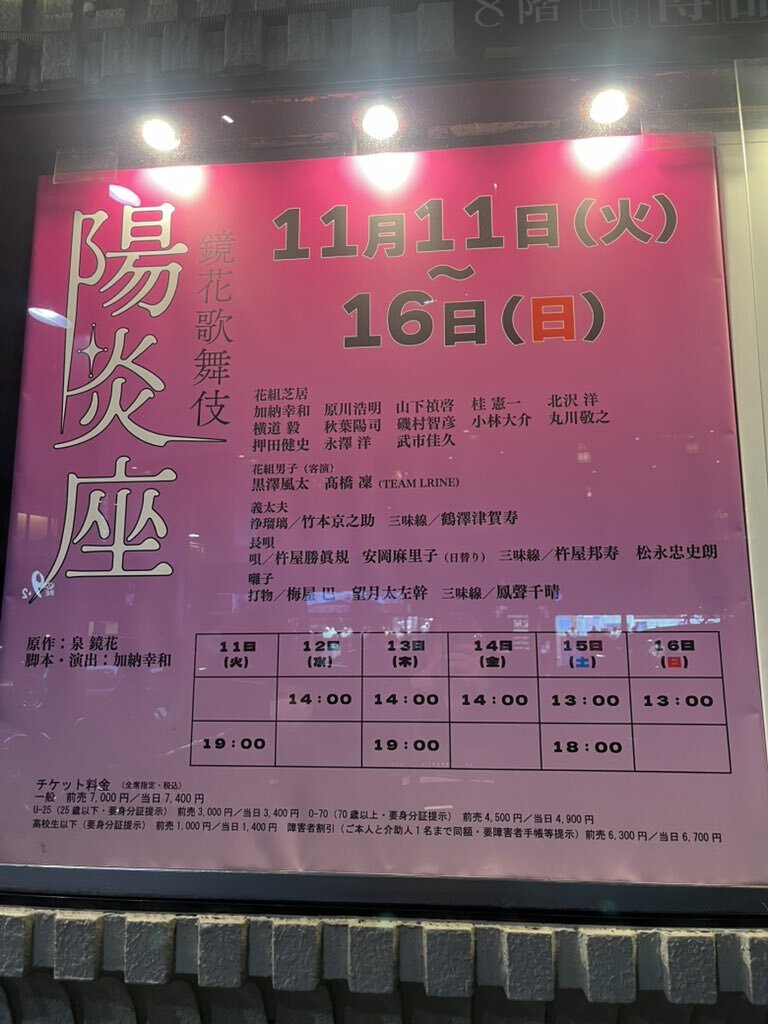 8階
鏡花歌舞伎
陽炎座
11月11日(火)
〜
16日(日)
花組芝居
加納幸和 原川浩明 山下禎啓 桂 憲一 北沢 洋
横道 毅 秋葉陽司 磯村智彦 小林大介 丸川敬之
押田健史 永澤 洋 武市佳久
花組男子（客演）
黒澤風太 髙橋 凜（TEAM LRINE）
義太夫
浄瑠璃／竹本京之助 三味線／鶴澤津賀寿
長唄
唄／杵屋勝眞規 安岡麻里子（日替り） 三味線／杵屋邦寿 松永忠史朗
囃子
打物／梅屋 巴 望月太左幹 三味線／鳳聲千晴
原作：泉 鏡花
脚本・演出：加納幸和
11日(火) 12日(水) 13日(木) 14日(金) 15日(土) 16日(日)
14：00 14：00 14：00 13：00 13：00
19：00 19：00 18：00
チケット料金（全席指定・税込）
一般 前売7,000円／当日7,400円
U-25（25歳以下・要身分証提示） 前売3,000円／当日3,400円 O-70（70歳以上・要身分証提示） 前売4,500円／当日4,900円
高校生以下（要身分証提示） 前売1,000円／当日1,400円 障害者割引（ご本人と介助人1名まで同額・要障害者手帳等提示）前売6,300円／当日6,700円